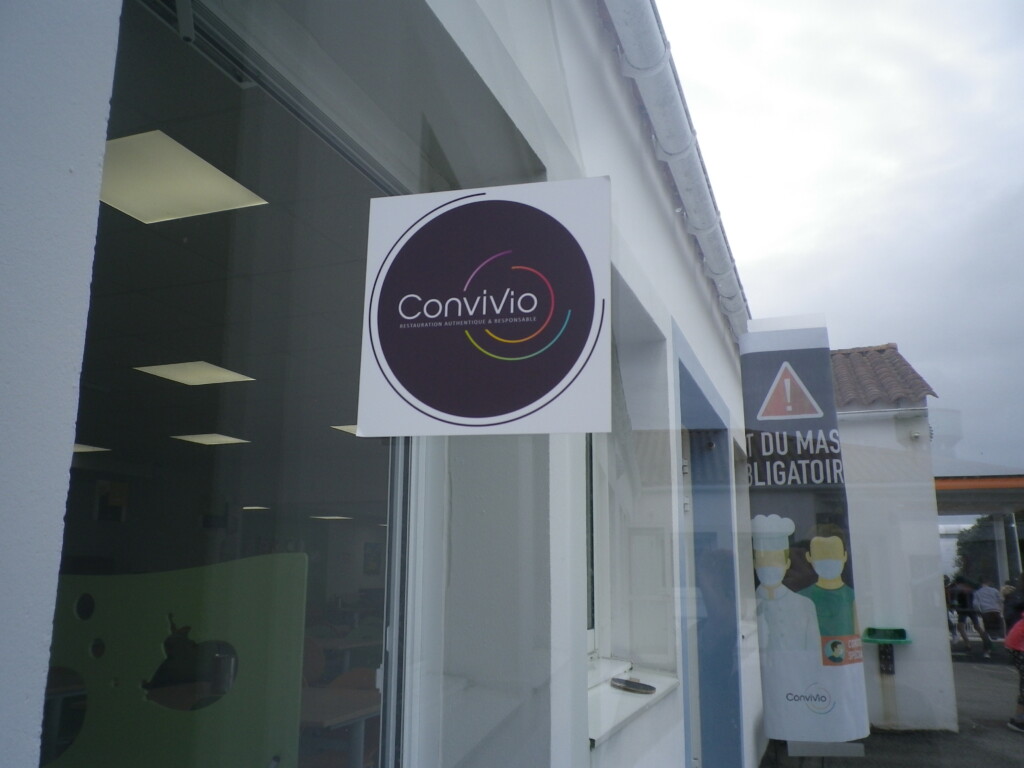 ConviVio
RESTAURATION AUTHENTIQUE & RESPONSABLE
T DU MAS
BLIGATOIR
ConviVio